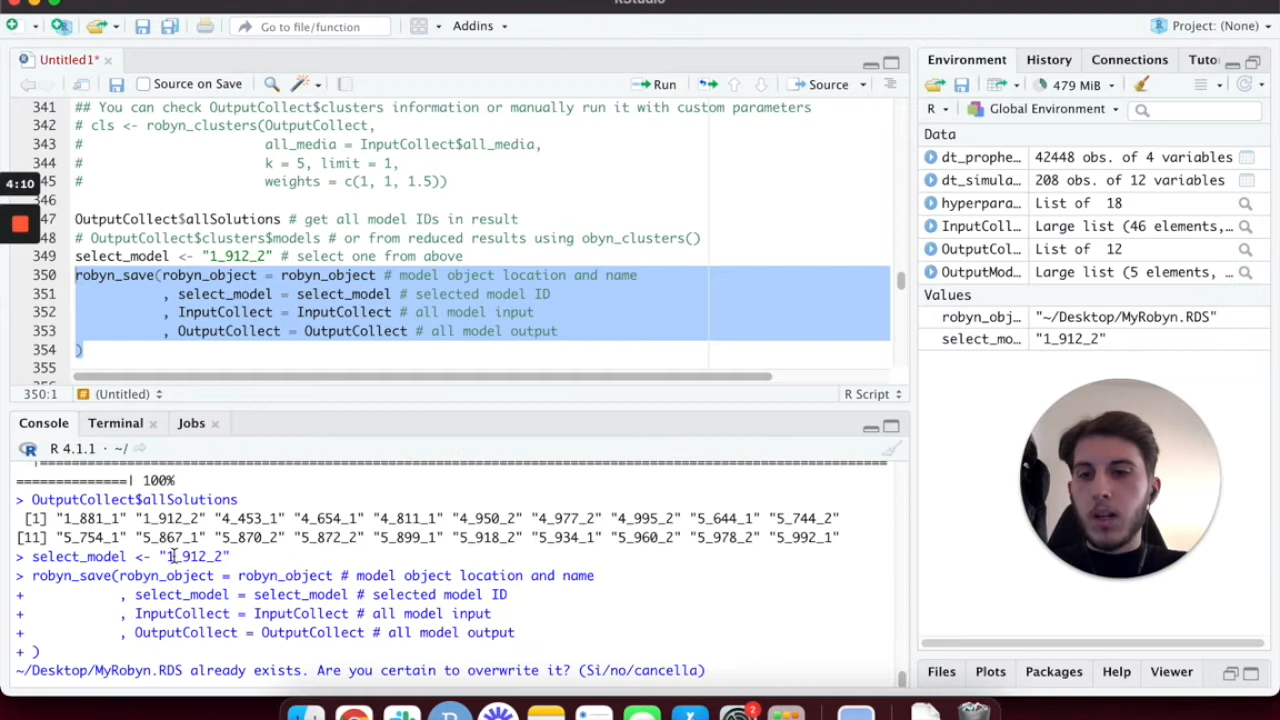 RStudio
Go to file/function
Addins
Project: (None)
Untitled1*
Source on Save
Run
Source
341 ## You can check OutputCollect$clusters information or manually run it with custom parameters
342 # cls <- robyn_clusters(OutputCollect,
343 # all_media = InputCollect$all_media,
344 # k = 5, limit = 1,
345 # weights = c(1, 1, 1.5))
346
347 OutputCollect$allSolutions # get all model IDs in result
348 # OutputCollect$clusters$models # or from reduced results using obyn_clusters()
349 select_model <- "1_912_2" # select one from above
350 robyn_save(robyn_object = robyn_object # model object location and name
351 , select_model = select_model # selected model ID
352 , InputCollect = InputCollect # all model input
353 , OutputCollect = OutputCollect # all model output
354 )
355
4:10
350:1
(Untitled)
R Script
Console
Terminal
Jobs
R 4.1.1 · ~/
==============| 100%
> OutputCollect$allSolutions
[1] "1_881_1" "1_912_2" "4_453_1" "4_654_1" "4_811_1" "4_950_2" "4_977_2" "4_995_2" "5_644_1" "5_744_2"
[11] "5_754_1" "5_867_1" "5_870_2" "5_872_2" "5_899_1" "5_918_2" "5_934_1" "5_960_2" "5_978_2" "5_992_1"
> select_model <- "1_912_2"
> robyn_save(robyn_object = robyn_object # model object location and name
+ , select_model = select_model # selected model ID
+ , InputCollect = InputCollect # all model input
+ , OutputCollect = OutputCollect # all model output
+ )
~/Desktop/MyRobyn.RDS already exists. Are you certain to overwrite it? (Si/no/cancella)
Environment
History
Connections
Tuto
479 MiB
R
Global Environment
Data
dt_prophe… 42448 obs. of 4 variables
dt_simula… 208 obs. of 12 variables
hyperpara… List of 18
InputColl… Large list (46 elements,…
OutputCol… List of 12
OutputMod… Large list (5 elements, …
Values
robyn_obj… "~/Desktop/MyRobyn.RDS"
select_mo… "1_912_2"
Files
Plots
Packages
Help
Viewer
2